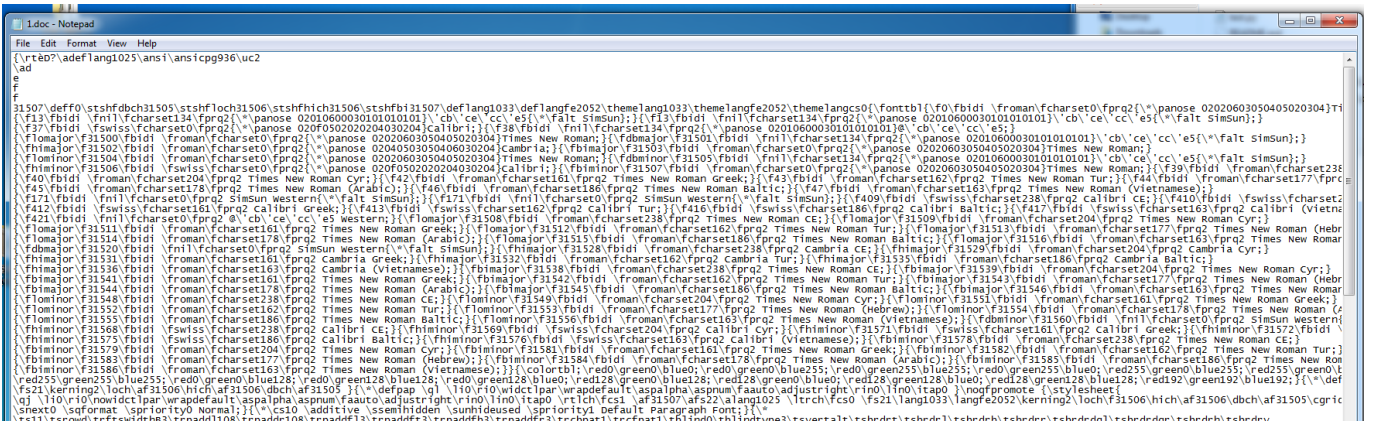 1.doc - Notepad
File Edit Format View Help
{\rtèD?\adeflang1025\ansi\ansicpg936\uc2
\ad
e
f
f
31507\deff0\stshfdbch31505\stshfloch31506\stshfhich31506\stshfbi31507\deflang1033\deflangfe2052\themelang1033\themelangfe2052\themelangcs0{\fonttbl{\f0\fbidi \froman\fcharset0\fprq2{\*\panose 02020603050405020304}Ti
{\f13\fbidi \fnil\fcharset134\fprq2{\*\panose 02010600030101010101}\'cb\'ce\'cc\'e5{\*\falt SimSun};}{\f13\fbidi \fnil\fcharset134\fprq2{\*\panose 02010600030101010101}\'cb\'ce\'cc\'e5{\*\falt SimSun};}
{\f37\fbidi \fswiss\fcharset0\fprq2{\*\panose 020f0502020204030204}Calibri;}{\f38\fbidi \fnil\fcharset134\fprq2{\*\panose 02010600030101010101}@\'cb\'ce\'cc\'e5;}
{\flomajor\f31500\fbidi \froman\fcharset0\fprq2{\*\panose 02020603050405020304}Times New Roman;}{\fdbmajor\f31501\fbidi \fnil\fcharset134\fprq2{\*\panose 02010600030101010101}\'cb\'ce\'cc\'e5{\*\falt SimSun};}
{\fhimajor\f31502\fbidi \froman\fcharset0\fprq2{\*\panose 02040503050406030204}Cambria;}{\fbimajor\f31503\fbidi \froman\fcharset0\fprq2{\*\panose 02020603050405020304}Times New Roman;}
{\flominor\f31504\fbidi \froman\fcharset0\fprq2{\*\panose 02020603050405020304}Times New Roman;}{\fdbminor\f31505\fbidi \fnil\fcharset134\fprq2{\*\panose 02010600030101010101}\'cb\'ce\'cc\'e5{\*\falt SimSun};}
{\fhiminor\f31506\fbidi \fswiss\fcharset0\fprq2{\*\panose 020f0502020204030204}Calibri;}{\fbiminor\f31507\fbidi \froman\fcharset0\fprq2{\*\panose 02020603050405020304}Times New Roman;}{\f39\fbidi \froman\fcharset238
{\f40\fbidi \froman\fcharset204\fprq2 Times New Roman Cyr;}{\f42\fbidi \froman\fcharset161\fprq2 Times New Roman Greek;}{\f43\fbidi \froman\fcharset162\fprq2 Times New Roman Tur;}{\f44\fbidi \froman\fcharset177\fprq
{\f45\fbidi \froman\fcharset178\fprq2 Times New Roman (Arabic);}{\f46\fbidi \froman\fcharset186\fprq2 Times New Roman Baltic;}{\f47\fbidi \froman\fcharset163\fprq2 Times New Roman (Vietnamese);}
{\f171\fbidi \fnil\fcharset0\fprq2 SimSun Western{\*\falt SimSun};}{\f171\fbidi \fnil\fcharset0\fprq2 SimSun Western{\*\falt SimSun};}{\f409\fbidi \fswiss\fcharset238\fprq2 Calibri CE;}{\f410\fbidi \fswiss\fcharset2
{\f412\fbidi \fswiss\fcharset161\fprq2 Calibri Greek;}{\f413\fbidi \fswiss\fcharset162\fprq2 Calibri Tur;}{\f416\fbidi \fswiss\fcharset186\fprq2 Calibri Baltic;}{\f417\fbidi \fswiss\fcharset163\fprq2 Calibri (Vietna
{\f421\fbidi \fnil\fcharset0\fprq2 @\'cb\'ce\'cc\'e5 Western;}{\flomajor\f31508\fbidi \froman\fcharset238\fprq2 Times New Roman CE;}{\flomajor\f31509\fbidi \froman\fcharset204\fprq2 Times New Roman Cyr;}
{\flomajor\f31511\fbidi \froman\fcharset161\fprq2 Times New Roman Greek;}{\flomajor\f31512\fbidi \froman\fcharset162\fprq2 Times New Roman Tur;}{\flomajor\f31513\fbidi \froman\fcharset177\fprq2 Times New Roman (Hebr
{\flomajor\f31514\fbidi \froman\fcharset178\fprq2 Times New Roman (Arabic);}{\flomajor\f31515\fbidi \froman\fcharset186\fprq2 Times New Roman Baltic;}{\flomajor\f31516\fbidi \froman\fcharset163\fprq2 Times New Roman
{\fdbmajor\f31520\fbidi \fnil\fcharset0\fprq2 SimSun Western{\*\falt SimSun};}{\fhimajor\f31528\fbidi \froman\fcharset238\fprq2 Cambria CE;}{\fhimajor\f31529\fbidi \froman\fcharset204\fprq2 Cambria Cyr;}
{\fhimajor\f31531\fbidi \froman\fcharset161\fprq2 Cambria Greek;}{\fhimajor\f31532\fbidi \froman\fcharset162\fprq2 Cambria Tur;}{\fhimajor\f31535\fbidi \froman\fcharset186\fprq2 Cambria Baltic;}
{\fhimajor\f31536\fbidi \froman\fcharset163\fprq2 Cambria (Vietnamese);}{\fbimajor\f31538\fbidi \froman\fcharset238\fprq2 Times New Roman CE;}{\fbimajor\f31539\fbidi \froman\fcharset204\fprq2 Times New Roman Cyr;}
{\fbimajor\f31541\fbidi \froman\fcharset161\fprq2 Times New Roman Greek;}{\fbimajor\f31542\fbidi \froman\fcharset162\fprq2 Times New Roman Tur;}{\fbimajor\f31543\fbidi \froman\fcharset177\fprq2 Times New Roman (Hebr
{\fbimajor\f31544\fbidi \froman\fcharset178\fprq2 Times New Roman (Arabic);}{\fbimajor\f31545\fbidi \froman\fcharset186\fprq2 Times New Roman Baltic;}{\fbimajor\f31546\fbidi \froman\fcharset163\fprq2 Times New Roman
{\flominor\f31548\fbidi \froman\fcharset238\fprq2 Times New Roman CE;}{\flominor\f31549\fbidi \froman\fcharset204\fprq2 Times New Roman Cyr;}{\flominor\f31551\fbidi \froman\fcharset161\fprq2 Times New Roman Greek;}
{\flominor\f31552\fbidi \froman\fcharset162\fprq2 Times New Roman Tur;}{\flominor\f31553\fbidi \froman\fcharset177\fprq2 Times New Roman (Hebrew);}{\flominor\f31554\fbidi \froman\fcharset178\fprq2 Times New Roman (A
{\flominor\f31555\fbidi \froman\fcharset186\fprq2 Times New Roman Baltic;}{\flominor\f31556\fbidi \froman\fcharset163\fprq2 Times New Roman (Vietnamese);}{\fdbminor\f31560\fbidi \fnil\fcharset0\fprq2 SimSun Western{
{\fhiminor\f31568\fbidi \fswiss\fcharset238\fprq2 Calibri CE;}{\fhiminor\f31569\fbidi \fswiss\fcharset204\fprq2 Calibri Cyr;}{\fhiminor\f31571\fbidi \fswiss\fcharset161\fprq2 Calibri Greek;}{\fhiminor\f31572\fbidi \
{\fhiminor\f31575\fbidi \fswiss\fcharset186\fprq2 Calibri Baltic;}{\fhiminor\f31576\fbidi \fswiss\fcharset163\fprq2 Calibri (Vietnamese);}{\fbiminor\f31578\fbidi \froman\fcharset238\fprq2 Times New Roman CE;}
{\fbiminor\f31579\fbidi \froman\fcharset204\fprq2 Times New Roman Cyr;}{\fbiminor\f31581\fbidi \froman\fcharset161\fprq2 Times New Roman Greek;}{\fbiminor\f31582\fbidi \froman\fcharset162\fprq2 Times New Roman Tur;}
{\fbiminor\f31583\fbidi \froman\fcharset177\fprq2 Times New Roman (Hebrew);}{\fbiminor\f31584\fbidi \froman\fcharset178\fprq2 Times New Roman (Arabic);}{\fbiminor\f31585\fbidi \froman\fcharset186\fprq2 Times New Rom
{\fbiminor\f31586\fbidi \froman\fcharset163\fprq2 Times New Roman (Vietnamese);}}{\colortbl;\red0\green0\blue0;\red0\green0\blue255;\red0\green255\blue255;\red0\green255\blue0;\red255\green0\blue255;\red255\green0\b
\red255\green255\blue255;\red0\green0\blue128;\red0\green128\blue128;\red0\green128\blue0;\red128\green0\blue128;\red128\green0\blue0;\red128\green128\blue0;\red128\green128\blue128;\red192\green192\blue192;}{\*\def
\fs21\kerning2\loch\af31506\hich\af31506\dbch\af31505 }{\*\defpap \ql \li0\ri0\widctlpar\wrapdefault\aspalpha\aspnum\faauto\adjustright\rin0\lin0\itap0 }\noqfpromote {\stylesheet{
\qj \li0\ri0\nowidctlpar\wrapdefault\aspalpha\aspnum\faauto\adjustright\rin0\lin0\itap0 \rtlch\fcs1 \af31507\afs22\alang1025 \ltrch\fcs0 \fs21\lang1033\langfe2052\kerning2\loch\f31506\hich\af31506\dbch\af31505\cgric
\snext0 \sqformat \spriority0 Normal;}{\*\cs10 \additive \ssemihidden \sunhideused \spriority1 Default Paragraph Font;}{\*